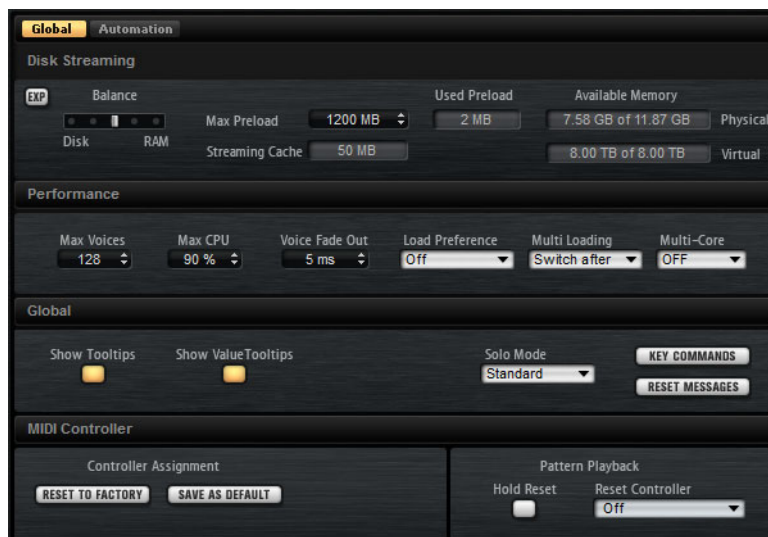 Global Automation
Disk Streaming
EXP Balance Used Preload Available Memory
Max Preload 1200 MB 2 MB 7.58 GB of 11.87 GB Physical
Disk RAM
Streaming Cache 50 MB 8.00 TB of 8.00 TB Virtual
Performance
Max Voices Max CPU Voice Fade Out Load Preference Multi Loading Multi-Core
128 90 % 5 ms Off Switch after OFF
Global
Show Tooltips Show ValueTooltips Solo Mode KEY COMMANDS
Standard
RESET MESSAGES
MIDI Controller
Controller Assignment Pattern Playback
RESET TO FACTORY SAVE AS DEFAULT Hold Reset Reset Controller
Off